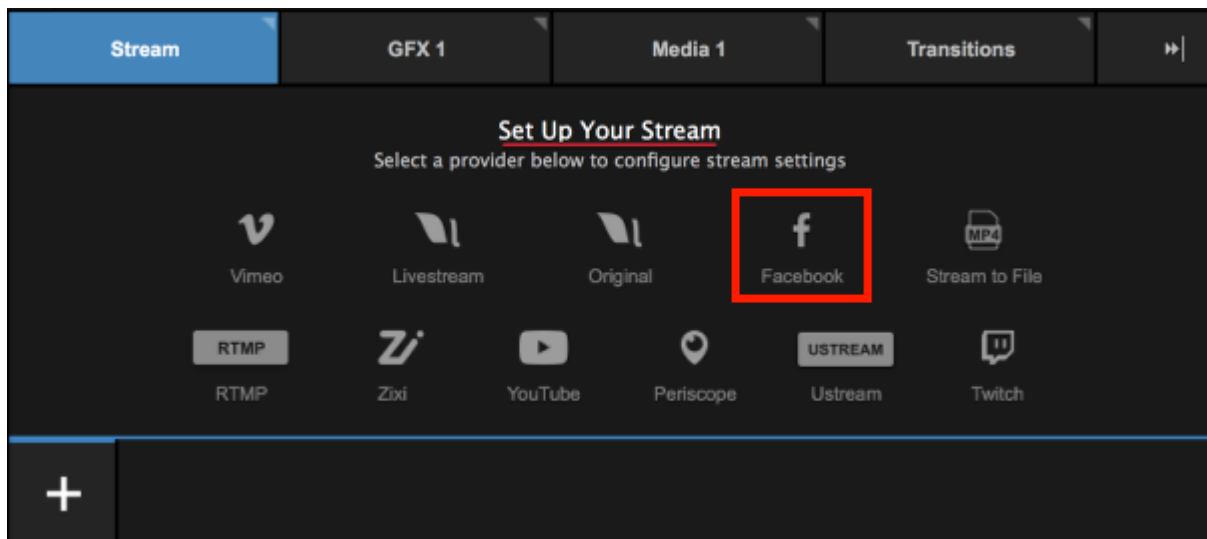 Stream GFX 1 Media 1 Transitions
Set Up Your Stream
Select a provider below to configure stream settings
MP4
Vimeo Livestream Original Facebook Stream to File
RTMP USTREAM
RTMP Zixi YouTube Periscope Ustream Twitch